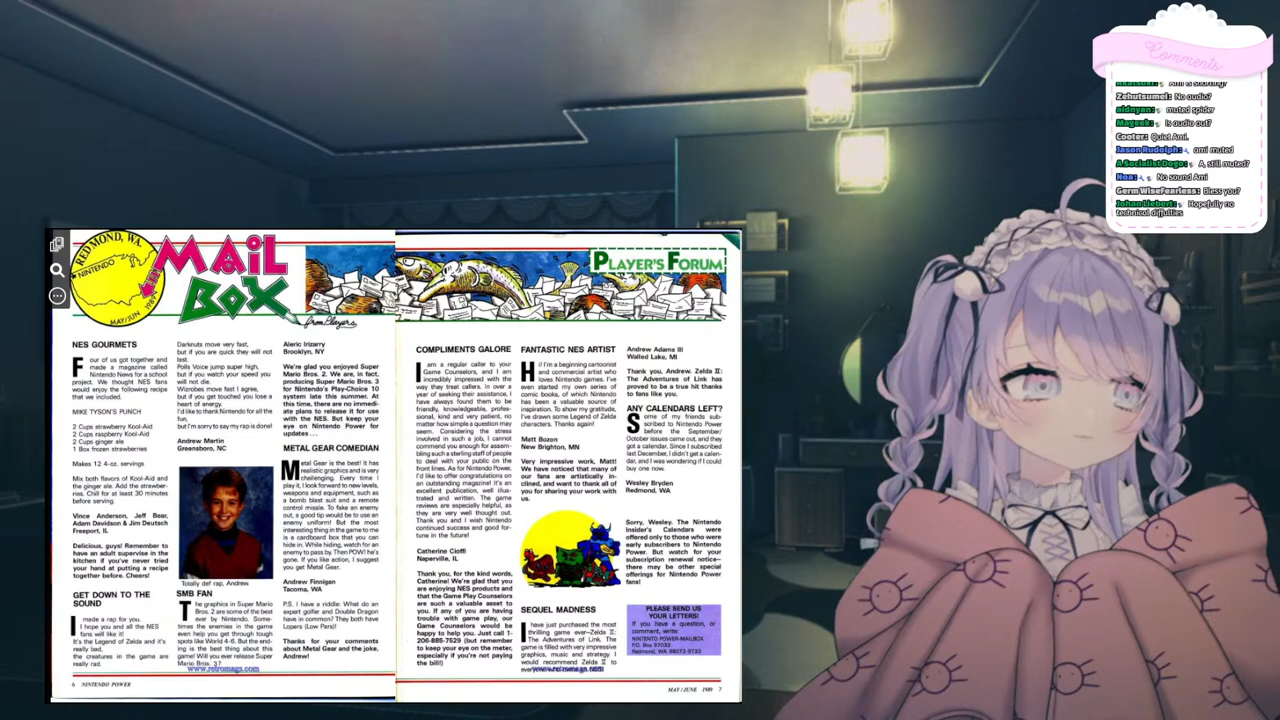 REDMOND, WA.
NINTENDO
MAY/JUN 1989
MAIL
BOX
from Players
NES GOURMETS
Four of us got together and
made a magazine called
Nintendo News for a school
project. We thought NES fans
would enjoy the following recipe
that we included.
MIKE TYSON'S PUNCH
2 Cups strawberry Kool-Aid
2 Cups raspberry Kool-Aid
2 Cups ginger ale
1 Box frozen strawberries
Makes 12 4-oz. servings
Mix both flavors of Kool-Aid and
the ginger ale. Add the strawber-
ries. Chill for at least 30 minutes
before serving.
Vince Anderson, Jeff Bear,
Adam Davidson & Jim Deutsch
Freeport, IL
Delicious, guys! Remember to
have an adult supervise in the
kitchen if you've never tried
your hand at putting a recipe
together before. Cheers!
GET DOWN TO THE
SOUND
I made a rap for you.
I hope you and all the NES
fans will like it!
It's the Legend of Zelda and it's
really bad,
the creatures in the game are
really rad.
Darknuts move very fast,
but if you are quick they will not
last.
Polls Voice jump super high,
but if you watch your speed you
will not die.
Wizrobes move fast I agree,
but if you get touched you lose a
heart of energy.
I'd like to thank Nintendo for all the
fun,
but I'm sorry to say my rap is done!
Andrew Martin
Greensboro, NC
Totally def rap, Andrew.
SMB FAN
The graphics in Super Mario
Bros. 2 are some of the best
ever by Nintendo. Some-
times the enemies in the game
even help you get through tough
spots like World 4-6. But the end-
ing is the best thing about this
game! Will you ever release Super
Mario Bros. 3?
www.retromags.com
Aleric Irizarry
Brooklyn, NY
We're glad you enjoyed Super
Mario Bros. 2. We are, in fact,
producing Super Mario Bros. 3
for Nintendo's Play-Choice 10
system late this summer. At
this time, there are no immedi-
ate plans to release it for use
with the NES. But keep your
eye on Nintendo Power for
updates...
METAL GEAR COMEDIAN
Metal Gear is the best! It has
realistic graphics and is very
challenging. Every time I
play it, I look forward to new levels,
weapons and equipment, such as
a bomb blast suit and a remote
control missile. To fake an enemy
out, a good tip would be to use an
enemy uniform! But the most
interesting thing in the game to me
is a cardboard box that you can
hide in. While hiding, watch for an
enemy to pass by. Then POW! he's
gone. If you like action, I suggest
you get Metal Gear.
Andrew Finnigan
Tacoma, WA
P.S. I have a riddle: What do an
expert golfer and Double Dragon
have in common? They both have
Lopars (Low Pars)!
Thanks for your comments
about Metal Gear and the joke,
Andrew!
6 NINTENDO POWER
PLAYER'S FORUM
COMPLIMENTS GALORE
I am a regular caller to your
Game Counselors, and I am
incredibly impressed with the
way they treat callers. In over a
year of seeking their assistance, I
have always found them to be
friendly, knowledgeable, profes-
sional, kind and very patient, no
matter how simple a question may
seem. Considering the stress
involved in such a job, I cannot
commend you enough for assem-
bling such a sterling staff of people
to deal with your public on the
front lines. As for Nintendo Power,
I'd like to offer congratulations on
an outstanding magazine! It's an
excellent publication, well illus-
trated and written. The game
reviews are especially helpful, as
they are very well thought out.
Thank you and I wish Nintendo
continued success and good for-
tune in the future!
Catherine Cioffi
Naperville, IL
Thank you, for the kind words,
Catherine! We're glad that you
are enjoying NES products and
that the Game Play Counselors
are such a valuable asset to
you. If any of you are having
trouble with game play, our
Game Counselors would be
happy to help. Just call 1-
206-885-7529 (but remember
to keep your eye on the meter,
especially if you're not paying
the bill!)
FANTASTIC NES ARTIST
Hi! I'm a beginning cartoonist
and commercial artist who
loves Nintendo games. I've
even started my own series of
comic books, of which Nintendo
has been a valuable source of
inspiration. To show my gratitude,
I've drawn some Legend of Zelda
characters. Thanks again!
Matt Bozon
New Brighton, MN
Very impressive work, Matt!
We have noticed that many of
our fans are artistically in-
clined, and want to thank all of
you for sharing your work with
us.
SEQUEL MADNESS
I have just purchased the most
thrilling game ever—Zelda II:
The Adventures of Link. The
game is filled with very impressive
graphics, music and strategy. I
would recommend Zelda II to
www.retromags.com
Andrew Adams III
Walled Lake, MI
Thank you, Andrew. Zelda II:
The Adventures of Link has
proved to be a true hit thanks
to fans like you.
ANY CALENDARS LEFT?
Some of my friends sub-
scribed to Nintendo Power
before the September/
October issues came out, and they
got a calendar. Since I subscribed
last December, I didn't get a calen-
dar, and I was wondering if I could
buy one now.
Wesley Bryden
Redmond, WA
Sorry, Wesley. The Nintendo
Insider's Calendars were
offered only to those who were
early subscribers to Nintendo
Power. But watch for your
subscription renewal notice—
there may be other special
offerings for Nintendo Power
fans!
PLEASE SEND US
YOUR LETTERS!
If you have a question, or
comment, write:
NINTENDO POWER-MAILBOX
P.O. Box 97033
Redmond, WA 98073-9733
MAY/JUNE 1989 7
Comments
Zehutsumei: No audio?
aidnyan: muted spider
Mageek: Is audio out?
Cooter: Quiet Ami.
Jason Rudolph: ami muted
A Socialist Dogo: A, still muted?
Hoa: No sound Ami
Germ WiseFearless: Bless you?
Johan Liebert: Hopefully no
technical diffulties